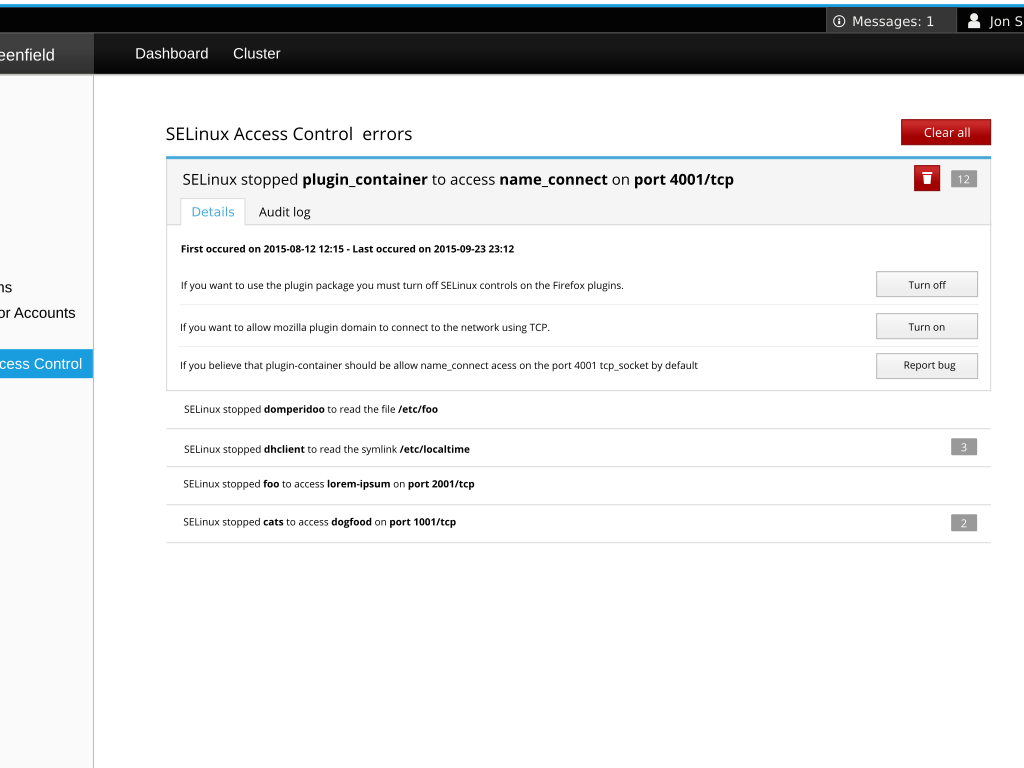 Messages: 1
Jon S
eenfield
Dashboard
Cluster
SELinux Access Control errors
Clear all
SELinux stopped plugin_container to access name_connect on port 4001/tcp
12
Details
Audit log
First occured on 2015-08-12 12:15 - Last occured on 2015-09-23 23:12
If you want to use the plugin package you must turn off SELinux controls on the Firefox plugins.
Turn off
ns
or Accounts
If you want to allow mozilla plugin domain to connect to the network using TCP.
Turn on
cess Control
If you believe that plugin-container should be allow name_connect acess on the port 4001 tcp_socket by default
Report bug
SELinux stopped domperidoo to read the file /etc/foo
SELinux stopped dhclient to read the symlink /etc/localtime
3
SELinux stopped foo to access lorem-ipsum on port 2001/tcp
SELinux stopped cats to access dogfood on port 1001/tcp
2